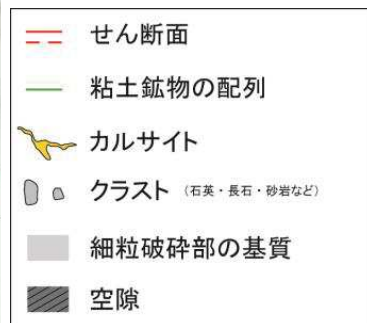 せん断面
粘土鉱物の配列
カルサイト
クラスト (石英・長石・砂岩など)
細粒破砕部の基質
空隙